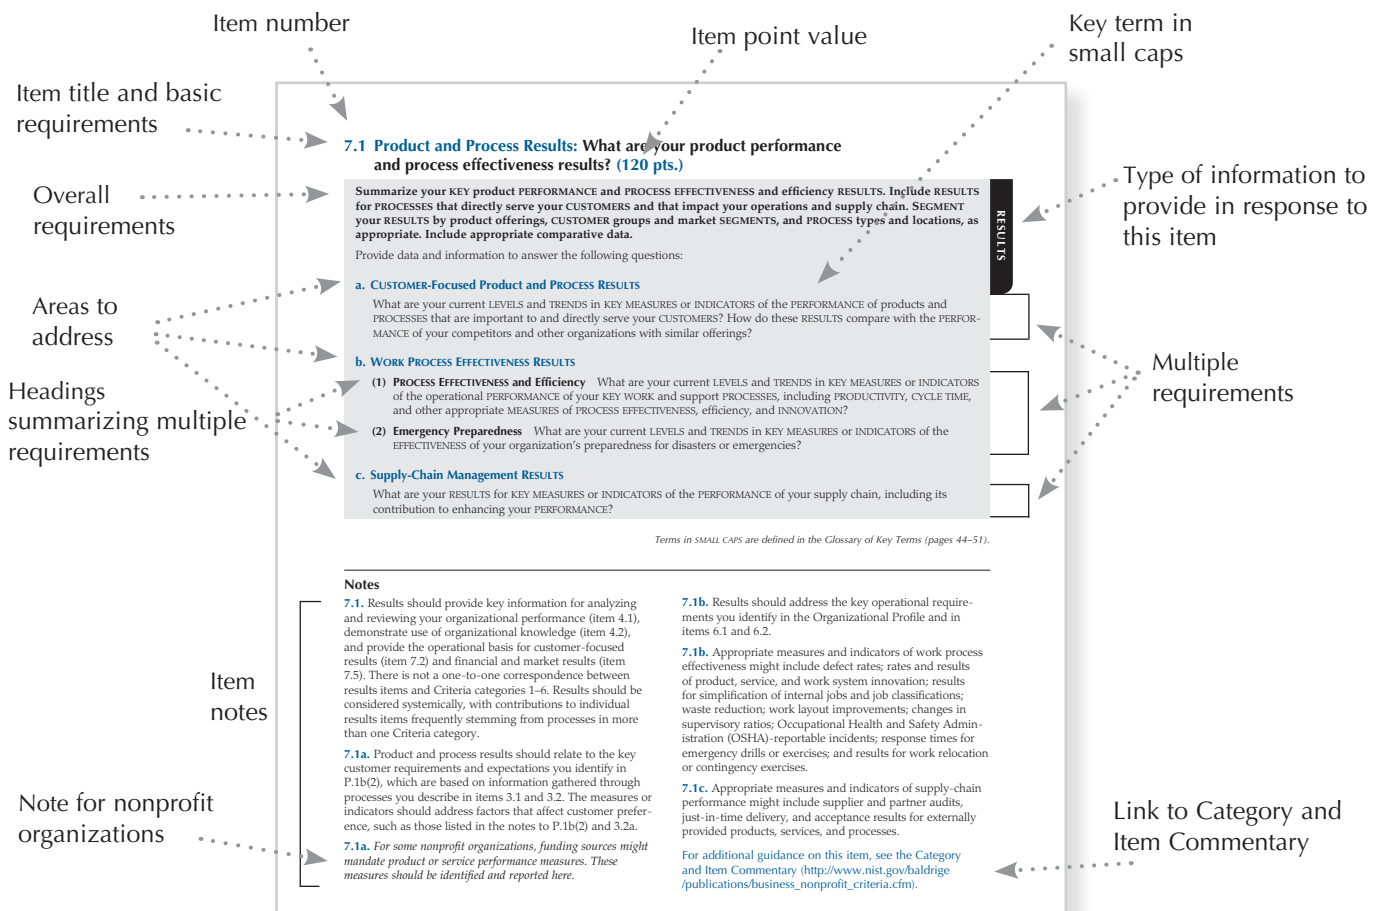 Item number
Item point value
Key term in
small caps
Item title and basic
requirements
7.1 Product and Process Results: What are your product performance
and process effectiveness results? (120 pts.)
Overall
requirements
Summarize your KEY product PERFORMANCE and PROCESS EFFECTIVENESS and efficiency RESULTS. Include RESULTS
for PROCESSES that directly serve your CUSTOMERS and that impact your operations and supply chain. SEGMENT
your RESULTS by product offerings, CUSTOMER groups and market SEGMENTS, and PROCESS types and locations, as
appropriate. Include appropriate comparative data.
Provide data and information to answer the following questions:
RESULTS
Type of information to
provide in response to
this item
Areas to
address
a. CUSTOMER-Focused Product and PROCESS RESULTS
What are your current LEVELS and TRENDS in KEY MEASURES or INDICATORS of the PERFORMANCE of products and
PROCESSES that are important to and directly serve your CUSTOMERS? How do these RESULTS compare with the PERFOR-
MANCE of your competitors and other organizations with similar offerings?
b. WORK PROCESS EFFECTIVENESS RESULTS
Headings
summarizing multiple
requirements
(1) PROCESS EFFECTIVENESS and Efficiency What are your current LEVELS and TRENDS in KEY MEASURES or INDICATORS
of the operational PERFORMANCE of your KEY WORK and support PROCESSES, including PRODUCTIVITY, CYCLE TIME,
and other appropriate MEASURES of PROCESS EFFECTIVENESS, efficiency, and INNOVATION?
(2) Emergency Preparedness What are your current LEVELS and TRENDS in KEY MEASURES or INDICATORS of the
EFFECTIVENESS of your organization's preparedness for disasters or emergencies?
Multiple
requirements
c. Supply-Chain Management RESULTS
What are your RESULTS for KEY MEASURES or INDICATORS of the PERFORMANCE of your supply chain, including its
contribution to enhancing your PERFORMANCE?
Terms in SMALL CAPS are defined in the Glossary of Key Terms (pages 44–51).
Notes
Item
notes
7.1. Results should provide key information for analyzing
and reviewing your organizational performance (item 4.1),
demonstrate use of organizational knowledge (item 4.2),
and provide the operational basis for customer-focused
results (item 7.2) and financial and market results (item
7.5). There is not a one-to-one correspondence between
results items and Criteria categories 1–6. Results should be
considered systemically, with contributions to individual
results items frequently stemming from processes in more
than one Criteria category.
7.1a. Product and process results should relate to the key
customer requirements and expectations you identify in
P.1b(2), which are based on information gathered through
processes you describe in items 3.1 and 3.2. The measures or
indicators should address factors that affect customer prefer-
ence, such as those listed in the notes to P.1b(2) and 3.2a.
Note for nonprofit
organizations
7.1a. For some nonprofit organizations, funding sources might
mandate product or service performance measures. These
measures should be identified and reported here.
7.1b. Results should address the key operational require-
ments you identify in the Organizational Profile and in
items 6.1 and 6.2.
7.1b. Appropriate measures and indicators of work process
effectiveness might include defect rates; rates and results
of product, service, and work system innovation; results
for simplification of internal jobs and job classifications;
waste reduction; work layout improvements; changes in
supervisory ratios; Occupational Health and Safety Admin-
istration (OSHA)-reportable incidents; response times for
emergency drills or exercises; and results for work relocation
or contingency exercises.
7.1c. Appropriate measures and indicators of supply-chain
performance might include supplier and partner audits,
just-in-time delivery, and acceptance results for externally
provided products, services, and processes.
For additional guidance on this item, see the Category
and Item Commentary (http://www.nist.gov/baldrige
/publications/business_nonprofit_criteria.cfm).
Link to Category and
Item Commentary